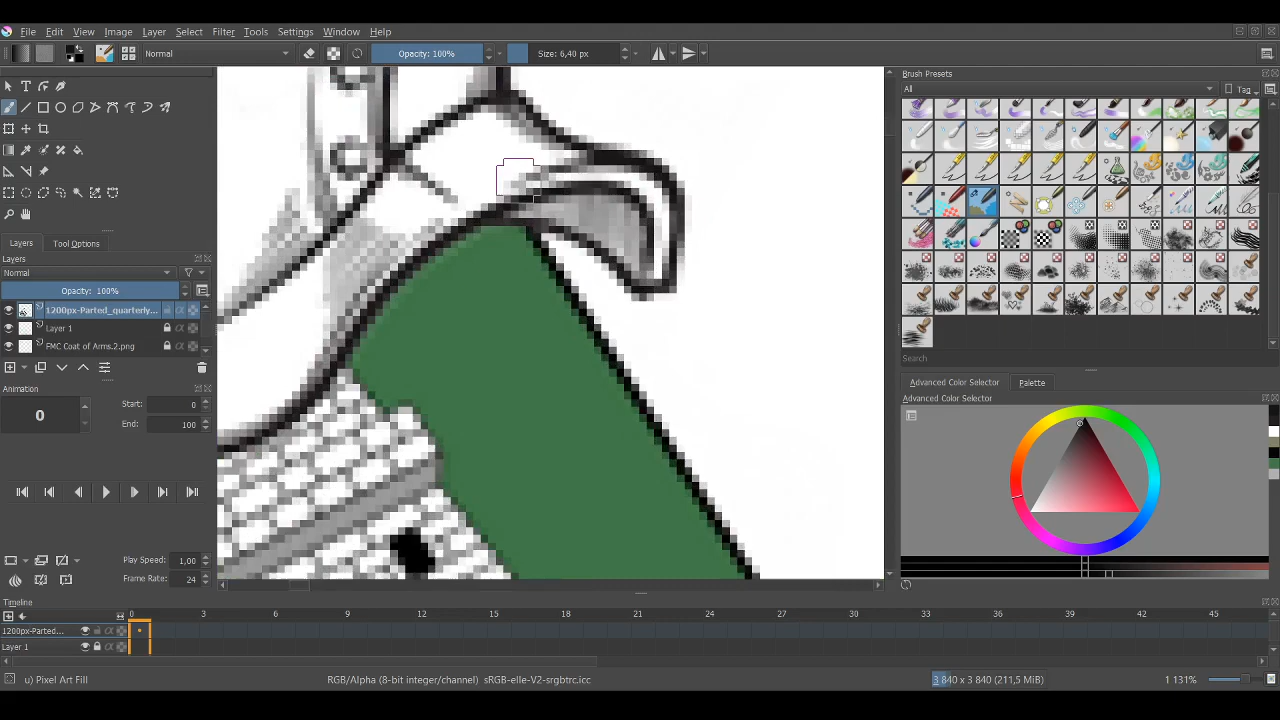 File Edit View Image Layer Select Filter Tools Settings Window Help
Normal Opacity: 100% Size: 6,40 px
Brush Presets
All Tag
Layers Tool Options
Layers
Normal
Opacity: 100%
1200px-Parted_quarterly...
Layer 1
FMC Coat of Arms.2.png
Search
Animation
Advanced Color Selector Palette
Advanced Color Selector
0 Start: 0
End: 100
Play Speed: 1,00
Frame Rate: 24
Timeline
0 3 6 9 12 15 18 21 24 27 30 33 36 39 42 45
1200px-Parted...
Layer 1
u) Pixel Art Fill RGB/Alpha (8-bit integer/channel) sRGB-elle-V2-srgbtrc.icc 3 840 x 3 840 (211,5 MiB) 1 131%